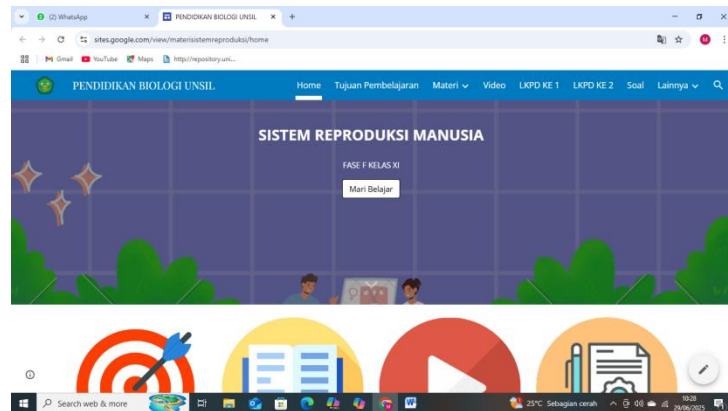 (2) WhatsApp
PENDIDIKAN BIOLOGI UNSIL
sites.google.com/view/materisistemreproduksi/home
Gmail YouTube Maps http://repository.uni...
PENDIDIKAN BIOLOGI UNSIL
Home Tujuan Pembelajaran Materi Video LKPD KE 1 LKPD KE 2 Soal Lainnya
SISTEM REPRODUKSI MANUSIA
FASE F KELAS XI
Mari Belajar
Search web & more
25°C Sebagian cerah
10:28
29/06/2025